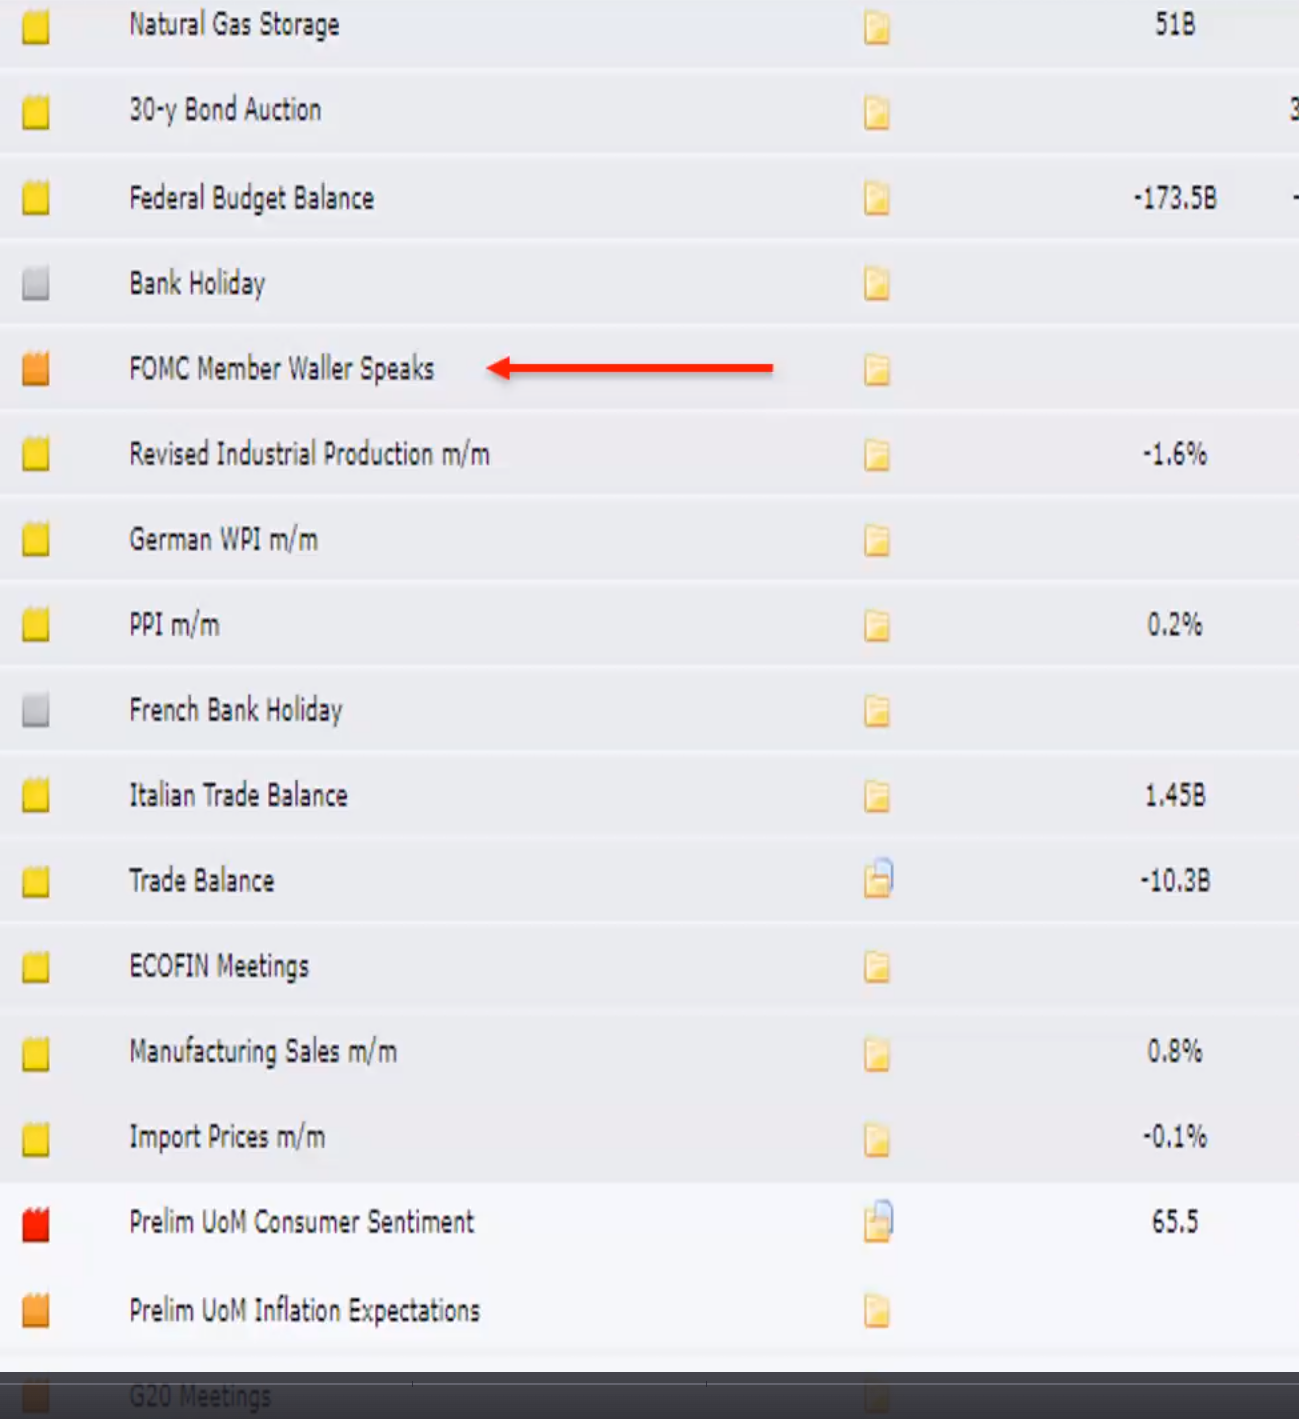 Natural Gas Storage 51B
30-y Bond Auction 3
Federal Budget Balance -173.5B -
Bank Holiday
FOMC Member Waller Speaks
Revised Industrial Production m/m -1.6%
German WPI m/m
PPI m/m 0.2%
French Bank Holiday
Italian Trade Balance 1.45B
Trade Balance -10.3B
ECOFIN Meetings
Manufacturing Sales m/m 0.8%
Import Prices m/m -0.1%
Prelim UoM Consumer Sentiment 65.5
Prelim UoM Inflation Expectations
G20 Meetings